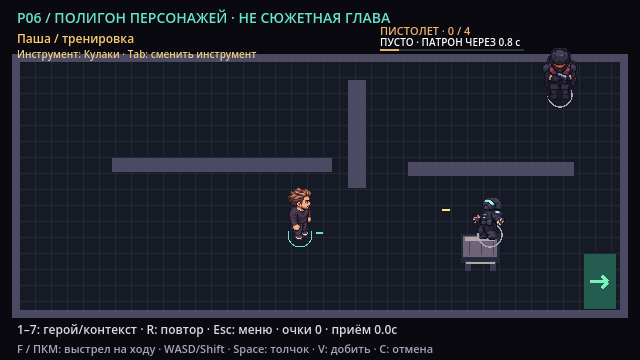 P06 / ПОЛИГОН ПЕРСОНАЖЕЙ · НЕ СЮЖЕТНАЯ ГЛАВА
Паша / тренировка
Инструмент: Кулаки · Tab: сменить инструмент
ПИСТОЛЕТ · 0 / 4
ПУСТО · ПАТРОН ЧЕРЕЗ 0.8 с
1–7: герой/контекст · R: повтор · Esc: меню · очки 0 · приём 0.0с
F / ПКМ: выстрел на ходу · WASD/Shift · Space: толчок · V: добить · C: отмена